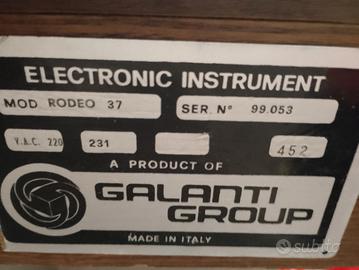 ELECTRONIC INSTRUMENT
MOD. RODEO 37 SER. N° 99.053
V.A.C. 220 231 452
A PRODUCT OF
GALANTI
GROUP
MADE IN ITALY
subito